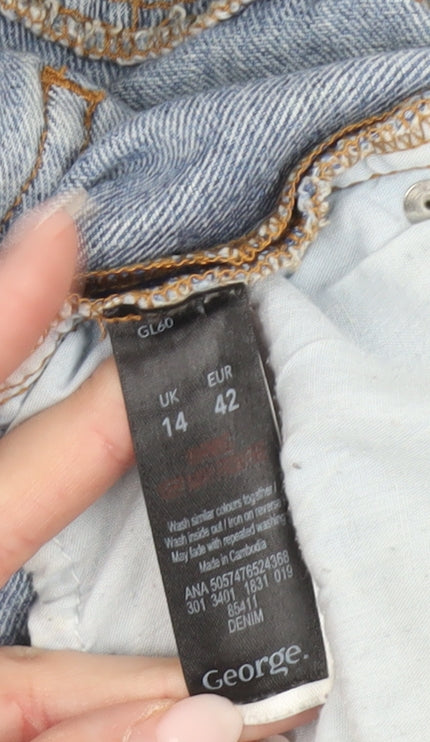 GL60
UK EUR
14 42
Wash similar colours together /
Wash inside out / Iron on reverse
May fade with repeated washing
Made in Cambodia
ANA 5057476524368
301 3401 1831 019
85411
DENIM
George.